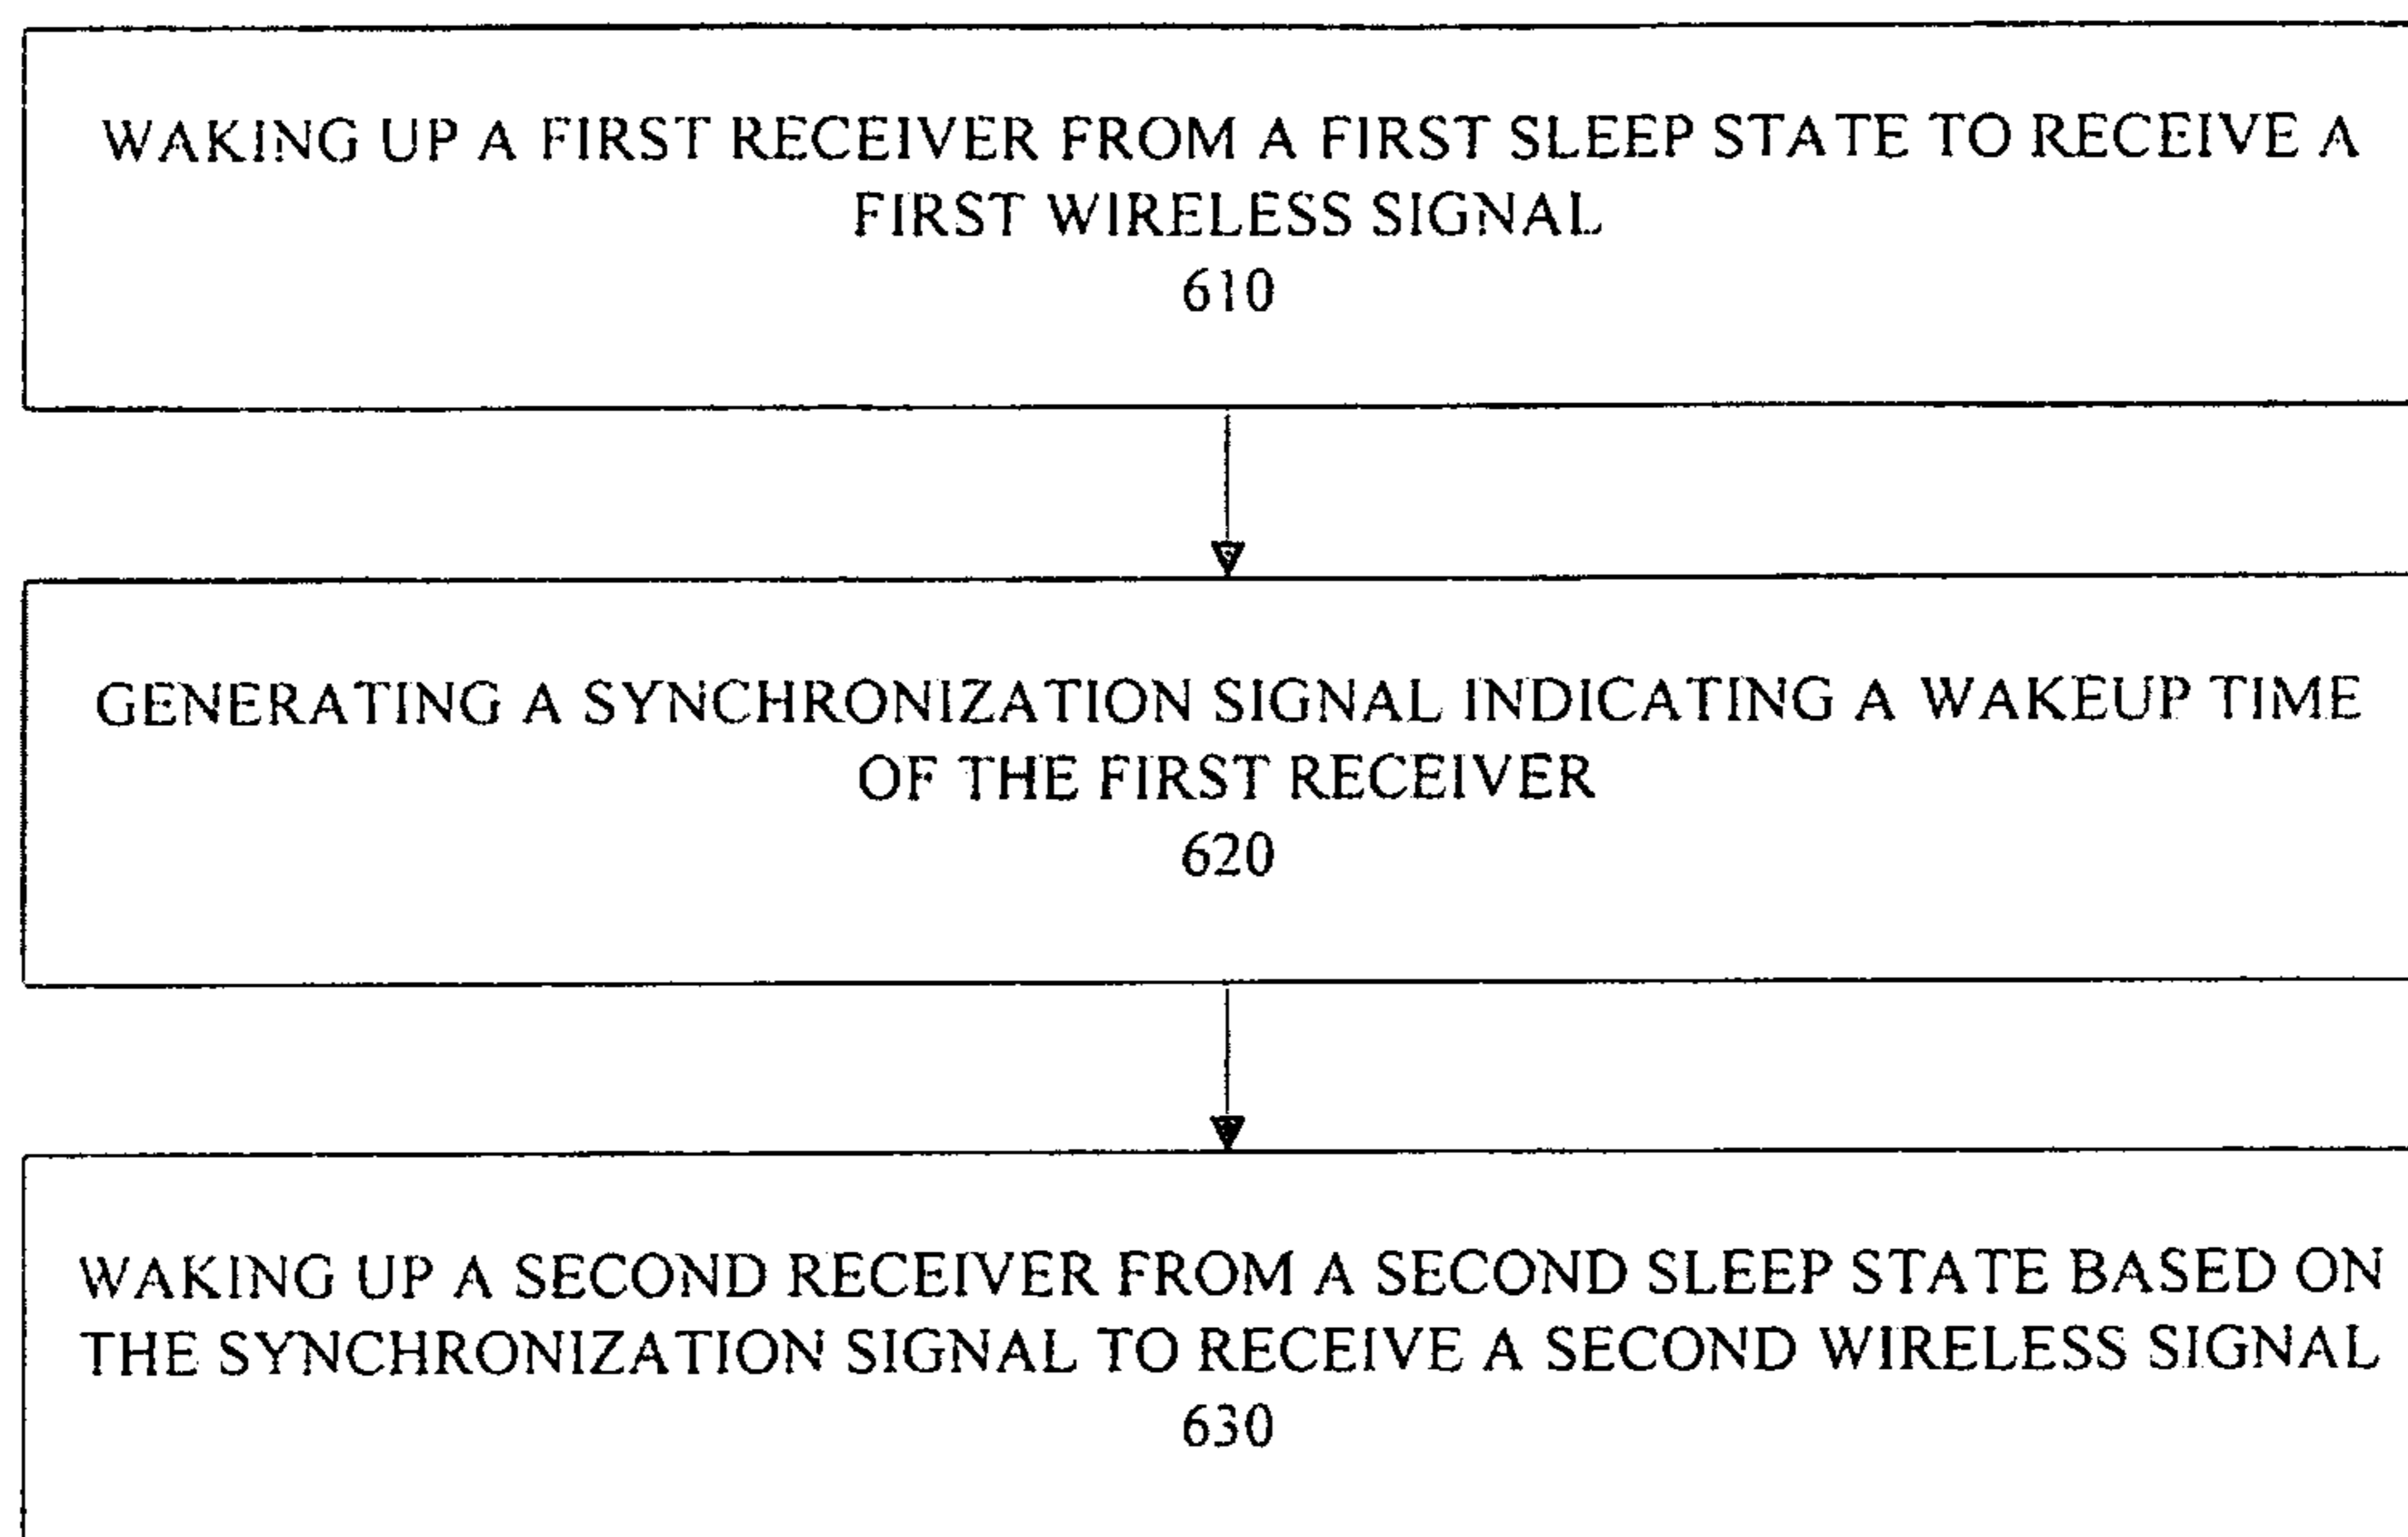 WAKING UP A FIRST RECEIVER FROM A FIRST SLEEP STATE TO RECEIVE A
FIRST WIRELESS SIGNAL
610
GENERATING A SYNCHRONIZATION SIGNAL INDICATING A WAKEUP TIME
OF THE FIRST RECEIVER
620
WAKING UP A SECOND RECEIVER FROM A SECOND SLEEP STATE BASED ON
THE SYNCHRONIZATION SIGNAL TO RECEIVE A SECOND WIRELESS SIGNAL
630